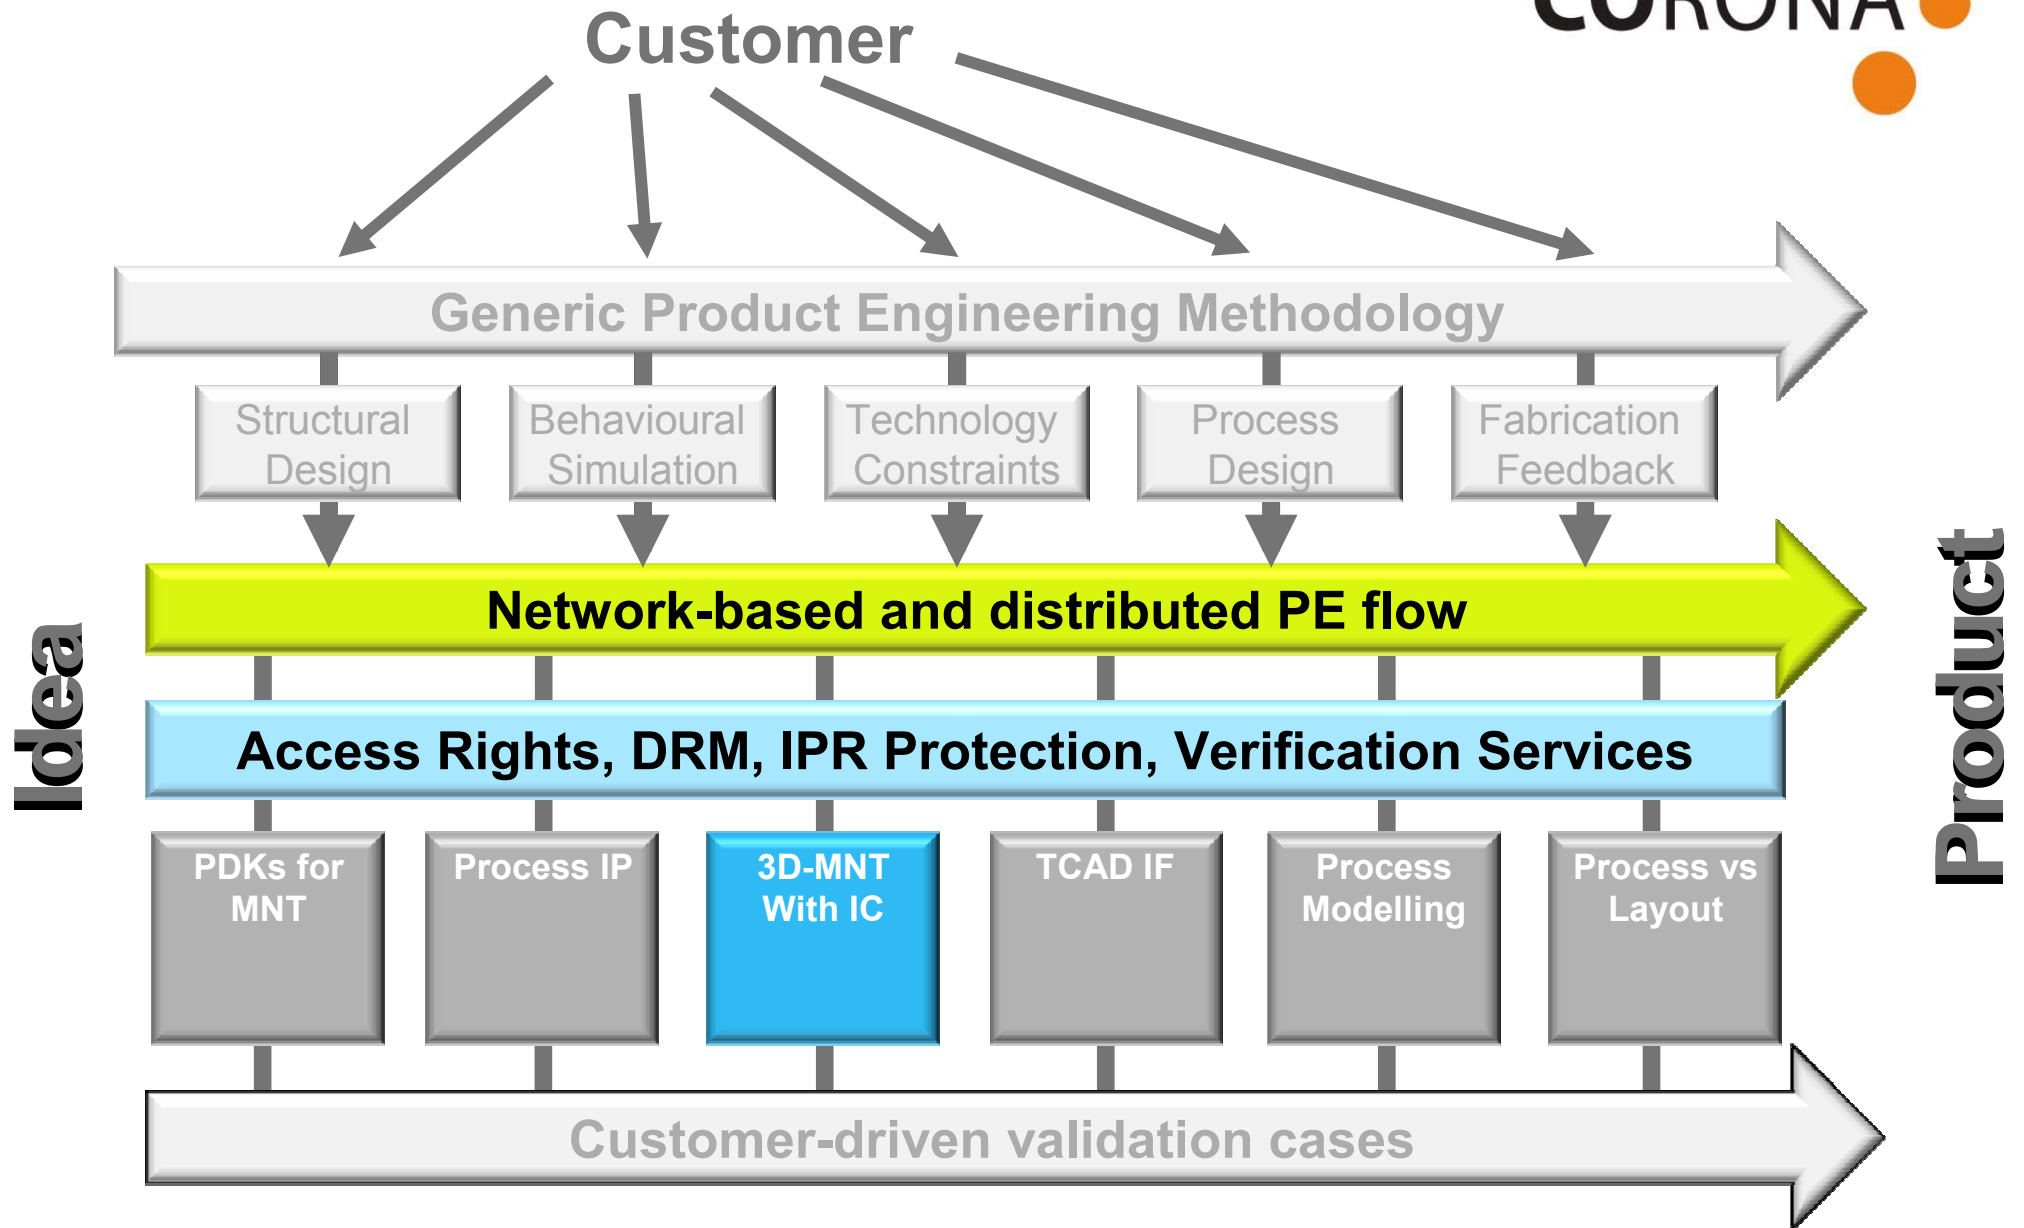 CORONA
Customer
Generic Product Engineering Methodology
Structural
Design
Behavioural
Simulation
Technology
Constraints
Process
Design
Fabrication
Feedback
Network-based and distributed PE flow
Idea
Product
Access Rights, DRM, IPR Protection, Verification Services
PDKs for
MNT
Process IP
3D-MNT
With IC
TCAD IF
Process
Modelling
Process vs
Layout
Customer-driven validation cases